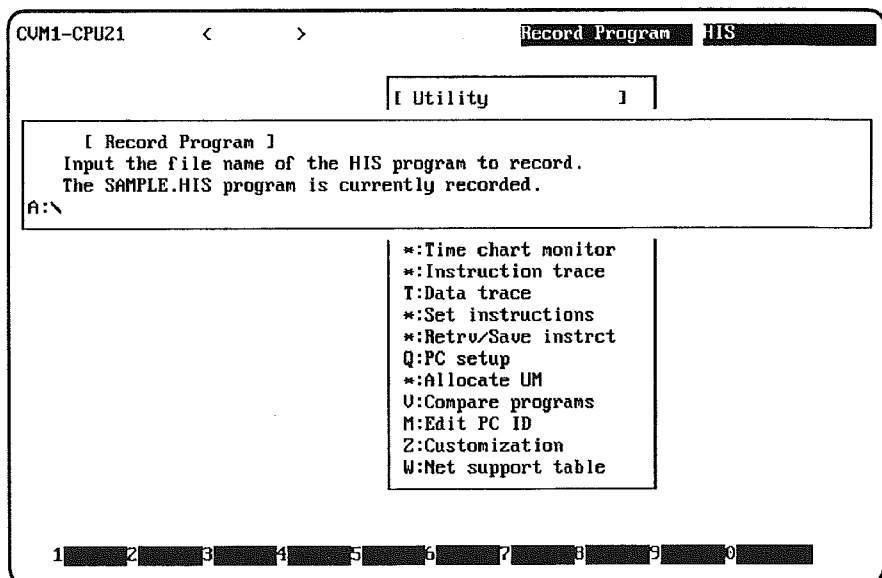 CVM1-CPU21 < > Record Program HIS
[ Utility ]
[ Record Program ]
Input the file name of the HIS program to record.
The SAMPLE.HIS program is currently recorded.
A:\
*:Time chart monitor
*:Instruction trace
T:Data trace
*:Set instructions
*:Retrv/Save instrct
Q:PC setup
*:Allocate UM
V:Compare programs
M:Edit PC ID
Z:Customization
W:Net support table
1 2 3 4 5 6 7 8 9 0